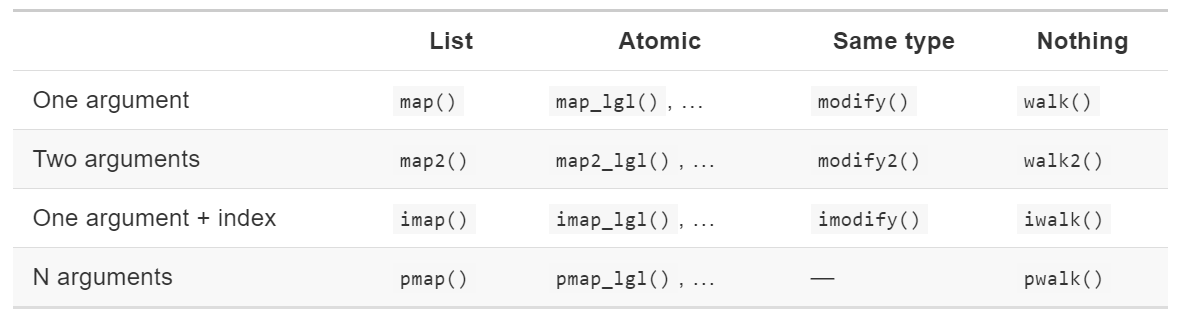 List Atomic Same type Nothing
One argument map() map_lgl(), ... modify() walk()
Two arguments map2() map2_lgl(), ... modify2() walk2()
One argument + index imap() imap_lgl(), ... imodify() iwalk()
N arguments pmap() pmap_lgl(), ... — pwalk()